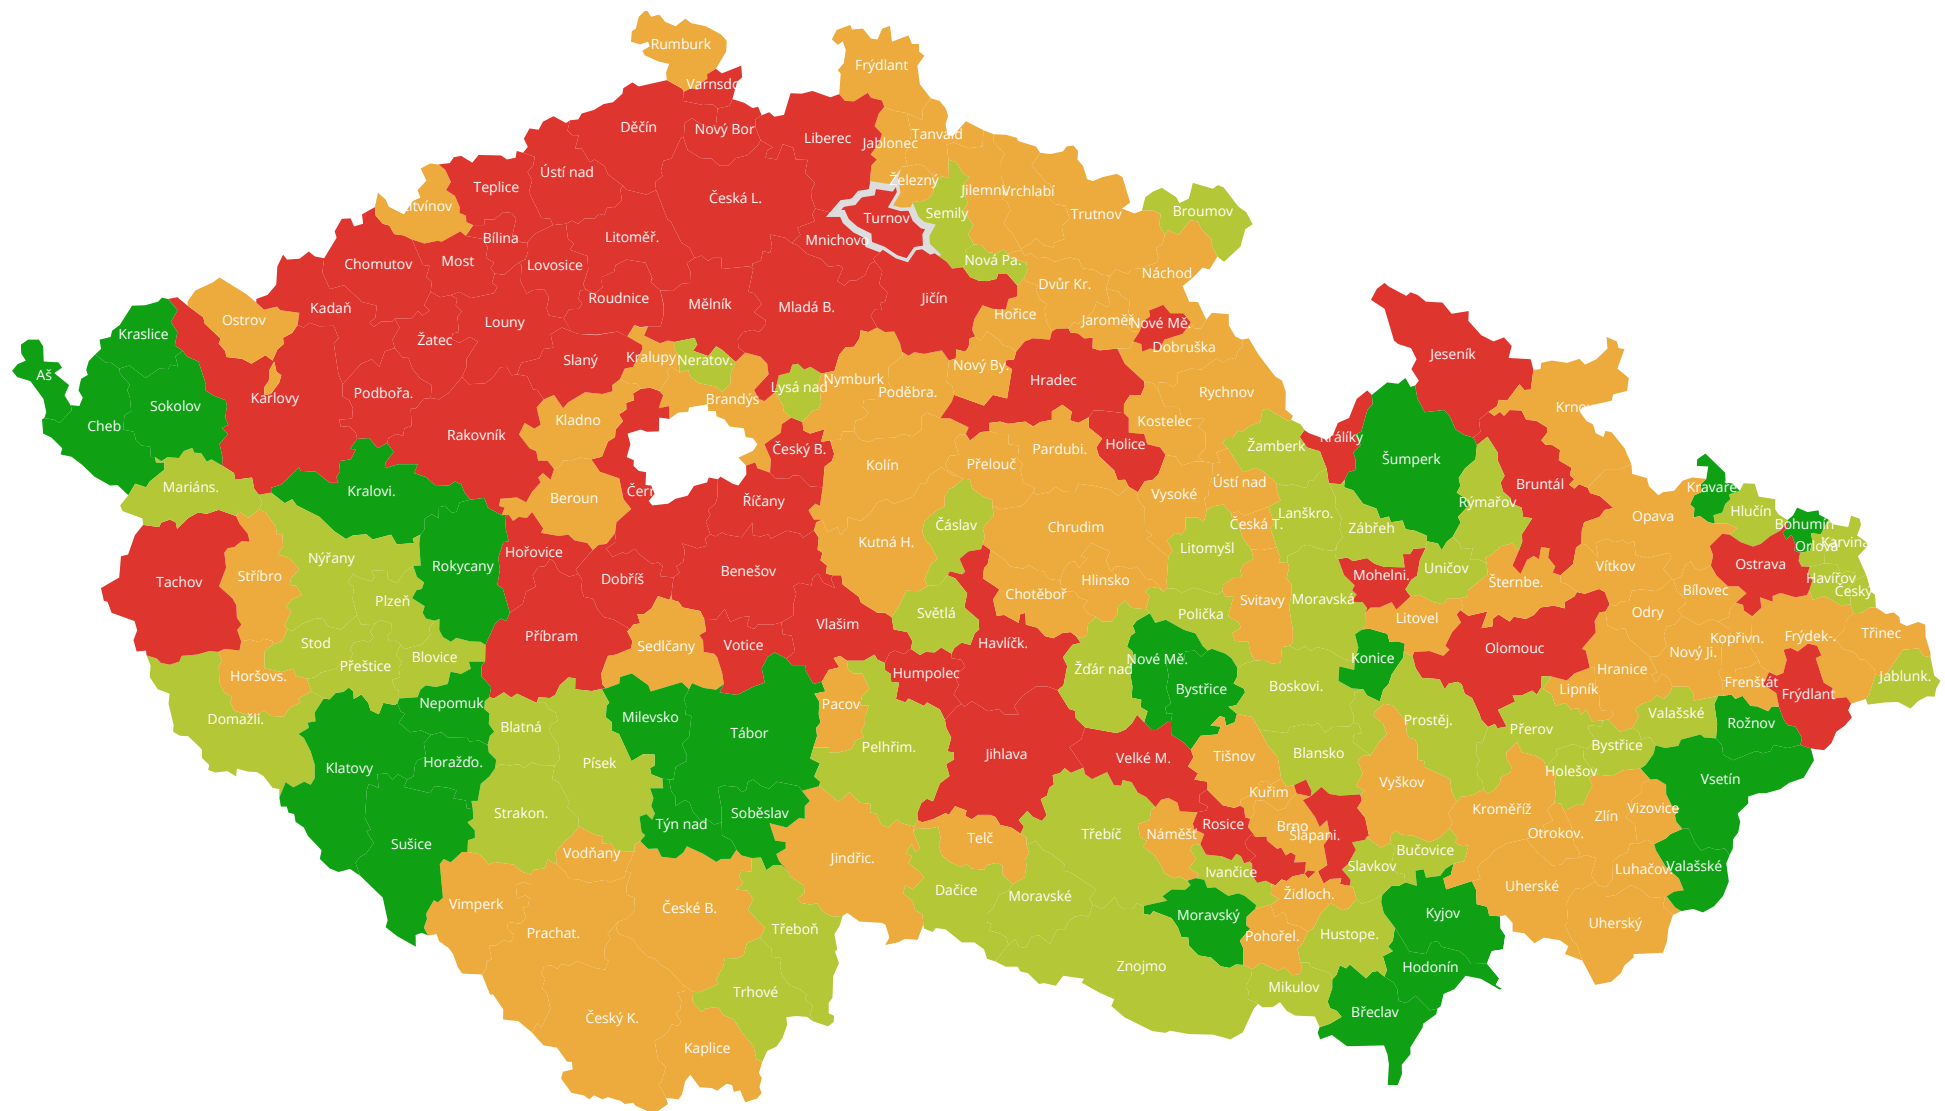 Rumburk
Frýdlant
Varnsdo
Děčín
Nový Bor
Liberec
Jablonec
Tanvald
Ústí nad
Teplice
Železný
Jilemni
Vrchlabí
Česká L.
Litvínov
Semily
Turnov
Trutnov
Broumov
Bílina
Litoměř.
Mnichovo
Most
Chomutov
Lovosice
Nová Pa.
Náchod
Dvůr Kr.
Roudnice
Mělník
Mladá B.
Jičín
Kadaň
Hořice
Ostrov
Louny
Jaroměř
Nové Mě.
Kraslice
Žatec
Dobruška
Jeseník
Slaný
Kralupy
Neratov.
Nový By.
Aš
Nymburk
Hradec
Lysá nad
Poděbra.
Rychnov
Podbořa.
Karlovy
Brandýs
Sokolov
Krnov
Cheb
Kladno
Kostelec
Rakovník
Králíky
Holice
Žamberk
Český B.
Pardubi.
Šumperk
Kolín
Přelouč
Mariáns.
Kralovi.
Čern
Ústí nad
Bruntál
Kravaře
Beroun
Říčany
Vysoké
Rýmařov
Hlučín
Lanškro.
Opava
Čáslav
Chrudim
Česká T.
Zábřeh
Bohumín
Kutná H.
Karviná
Orlová
Hořovice
Litomyšl
Nýřany
Rokycany
Benešov
Vítkov
Ostrava
Uničov
Stříbro
Tachov
Dobříš
Hlinsko
Mohelni.
Havířov
Šternbe.
Chotěboř
Bílovec
Český
Plzeň
Svitavy
Moravská
Světlá
Polička
Odry
Litovel
Vlašim
Třinec
Příbram
Frýdek-.
Kopřivn.
Stod
Sedlčany
Votice
Havlíčk.
Olomouc
Nový Ji.
Blovice
Konice
Nové Mě.
Přeštice
Žďár nad
Hranice
Horšovs.
Humpolec
Jablunk.
Frenštát
Bystřice
Boskovi.
Lipník
Frýdlant
Nepomuk
Pacov
Valašské
Domažli.
Milevsko
Prostěj.
Rožnov
Blatná
Přerov
Tábor
Pelhřim.
Bystřice
Jihlava
Blansko
Tišnov
Velké M.
Horažďo.
Písek
Klatovy
Holešov
Vsetín
Vyškov
Kuřim
Kroměříž
Vizovice
Strakon.
Soběslav
Zlín
Týn nad
Rosice
Brno
Třebíč
Náměšť
Otrokov.
Šlapani.
Telč
Sušice
Bučovice
Vodňany
Jindřic.
Slavkov
Valašské
Luhačov.
Ivančice
Uherské
Dačice
Židloch.
Moravské
Vimperk
České B.
Kyjov
Moravský
Uherský
Třeboň
Prachat.
Hustope.
Pohořel.
Znojmo
Hodonín
Mikulov
Trhové
Břeclav
Český K.
Kaplice